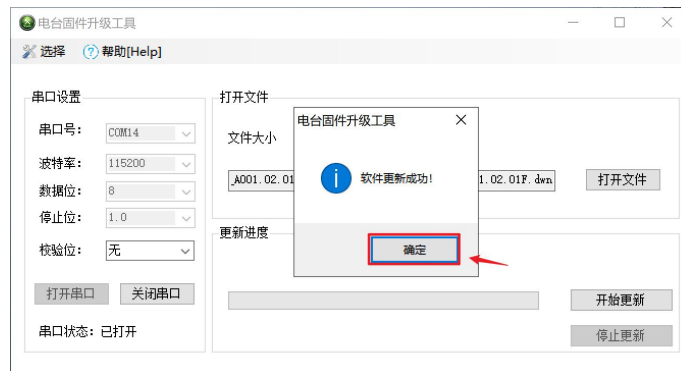 电台固件升级工具
选择 帮助[Help]
串口设置
串口号: COM14
波特率: 115200
数据位: 8
停止位: 1.0
校验位: 无
打开串口 关闭串口
串口状态: 已打开
打开文件
文件大小
_A001.02.01 1.02.01F.dwn 打开文件
电台固件升级工具
软件更新成功!
确定
更新进度
开始更新
停止更新